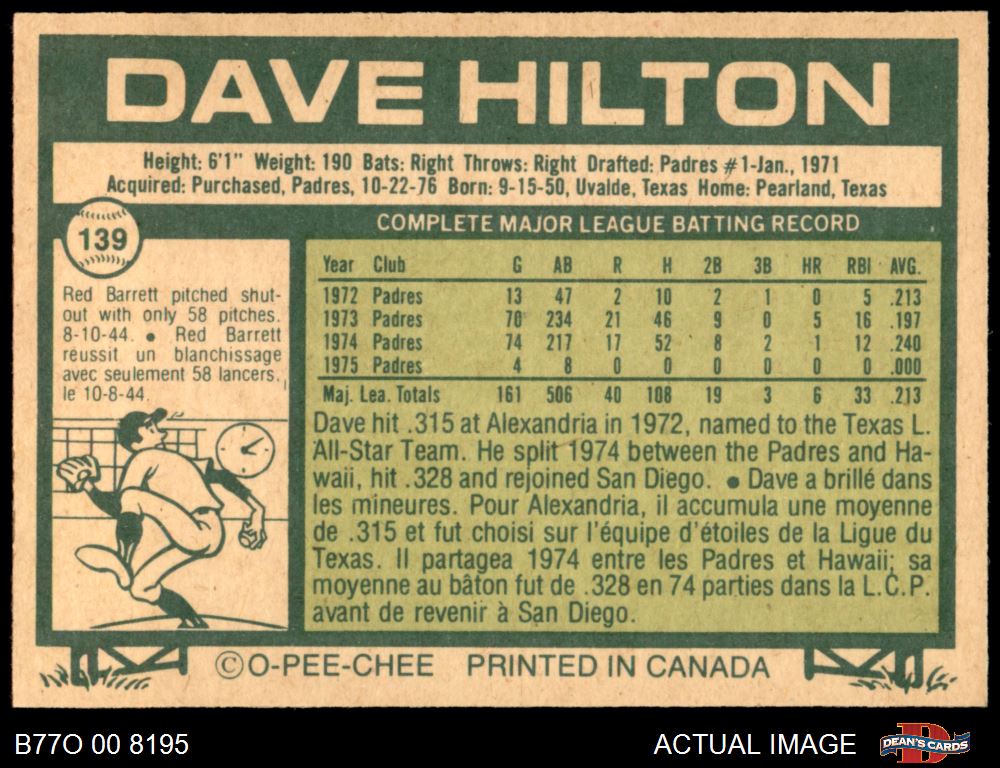 DAVE HILTON
Height: 6'1" Weight: 190 Bats: Right Throws: Right Drafted: Padres #1-Jan., 1971
Acquired: Purchased, Padres, 10-22-76 Born: 9-15-50, Uvalde, Texas Home: Pearland, Texas
139
COMPLETE MAJOR LEAGUE BATTING RECORD
Year Club G AB R H 2B 3B HR RBI AVG.
1972 Padres 13 47 2 10 2 1 0 5 .213
1973 Padres 70 234 21 46 9 0 5 16 .197
1974 Padres 74 217 17 52 8 2 1 12 .240
1975 Padres 4 8 0 0 0 0 0 0 .000
Maj. Lea. Totals 161 506 40 108 19 3 6 33 .213
Red Barrett pitched shut-
out with only 58 pitches.
8-10-44. ● Red Barrett
réussit un blanchissage
avec seulement 58 lancers,
le 10-8-44.
Dave hit .315 at Alexandria in 1972, named to the Texas L.
All-Star Team. He split 1974 between the Padres and Ha-
waii, hit .328 and rejoined San Diego. ● Dave a brillé dans
les mineures. Pour Alexandria, il accumula une moyenne
de .315 et fut choisi sur l'équipe d'étoiles de la Ligue du
Texas. Il partagea 1974 entre les Padres et Hawaii; sa
moyenne au bâton fut de .328 en 74 parties dans la L.C.P.
avant de revenir à San Diego.
©O-PEE-CHEE PRINTED IN CANADA
B77O 00 8195
ACTUAL IMAGE
DEAN'S CARDS